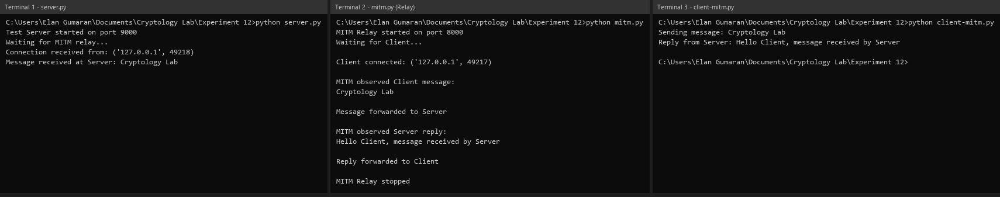 Terminal 1 - server.py
C:\Users\Elan Gumaran\Documents\Cryptology Lab\Experiment 12>python server.py
Test Server started on port 9000
Waiting for MITM relay...
Connection received from: ('127.0.0.1', 49218)
Message received at Server: Cryptology Lab
Terminal 2 - mitm.py (Relay)
C:\Users\Elan Gumaran\Documents\Cryptology Lab\Experiment 12>python mitm.py
MITM Relay started on port 8000
Waiting for Client...
Client connected: ('127.0.0.1', 49217)
MITM observed Client message:
Cryptology Lab
Message forwarded to Server
MITM observed Server reply:
Hello Client, message received by Server
Reply forwarded to Client
MITM Relay stopped
Terminal 3 - client-mitm.py
C:\Users\Elan Gumaran\Documents\Cryptology Lab\Experiment 12>python client-mitm.py
Sending message: Cryptology Lab
Reply from Server: Hello Client, message received by Server
C:\Users\Elan Gumaran\Documents\Cryptology Lab\Experiment 12>